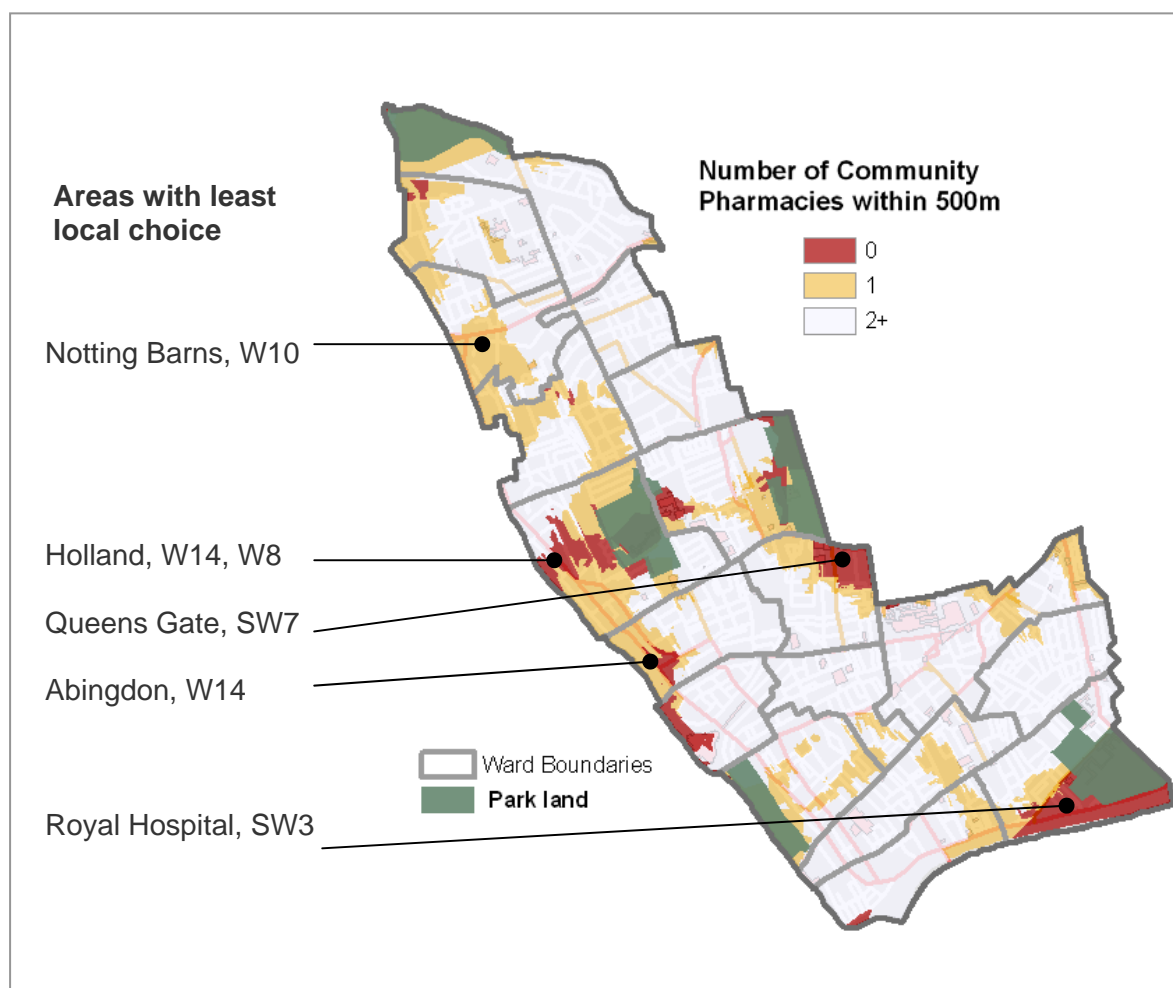 Number of Community
Pharmacies within 500m
0
1
2+
Areas with least
local choice
Notting Barns, W10
Holland, W14, W8
Queens Gate, SW7
Abingdon, W14
Royal Hospital, SW3
Ward Boundaries
Park land